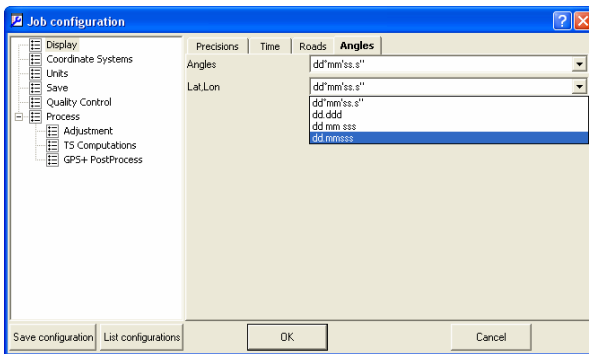 Job configuration
Display
Coordinate Systems
Units
Save
Quality Control
Process
Adjustment
TS Computations
GPS+ PostProcess
Precisions Time Roads Angles
Angles dd°mm'ss.s''
Lat,Lon dd°mm'ss.s''
dd°mm'ss.s''
dd.ddd
dd mm sss
dd.mmsss
Save configuration List configurations OK Cancel